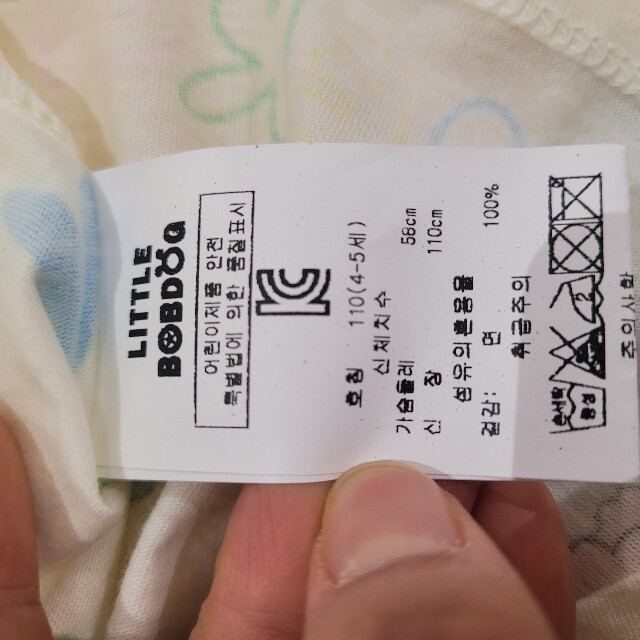 LITTLE
BOBDOG
어린이제품 안전
특별법에 의한 품질표시
호칭 110(4-5세)
신체치수
가슴둘레 58cm
신 장 110cm
섬유의혼용율
겉감: 면 100%
취급주의
손세탁
중성
주의사항